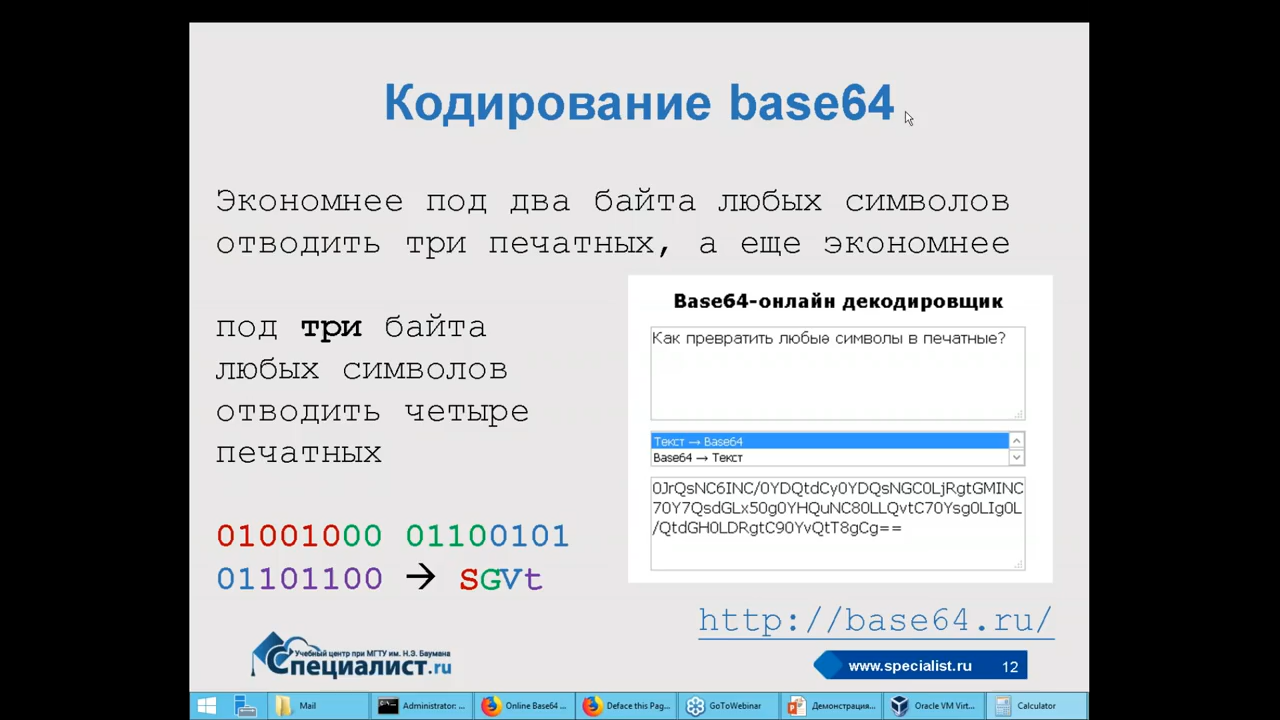 Кодирование base64
Экономнее под два байта любых символов
отводить три печатных, а еще экономнее
под три байта
любых символов
отводить четыре
печатных
01001000 01100101
01101100 → SGVt
Base64-онлайн декодировщик
Как превратить любые символы в печатные?
Текст → Base64
Base64 → Текст
0JrQsNC6INC/0YDQtdCy0YDQsNGC0LjRgtGMINC
70Y7QsdGLx50g0YHQuNC80LLQvtC70Ysg0LIg0L
/QtdGH0LDRgtC90YvQtT8gCg==
http://base64.ru/
Учебный центр при МГТУ им. Н.Э. Баумана
Специалист.ru
www.specialist.ru 12
Mail
Administrator: ...
Online Base64 ...
Deface this Pag...
GoToWebinar
Демонстрация...
Oracle VM Virt...
Calculator